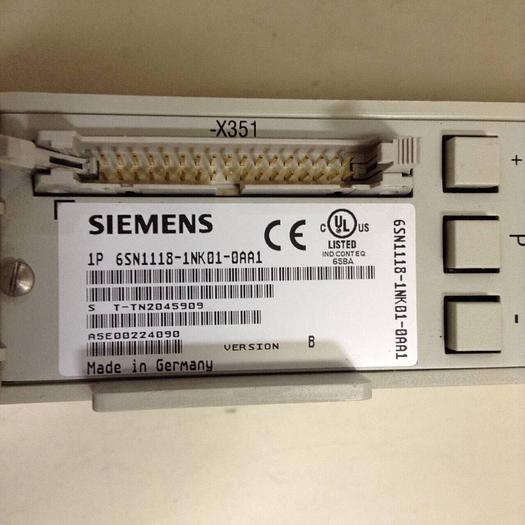 -X351
SIEMENS
CE
C UL US
LISTED
IND.CONT.EQ.
65BA
1P 6SN1118-1NK01-0AA1
S T-TN2045909
A5E00224090
VERSION B
Made in Germany
6SN1118-1NK01-0AA1
+
P
-